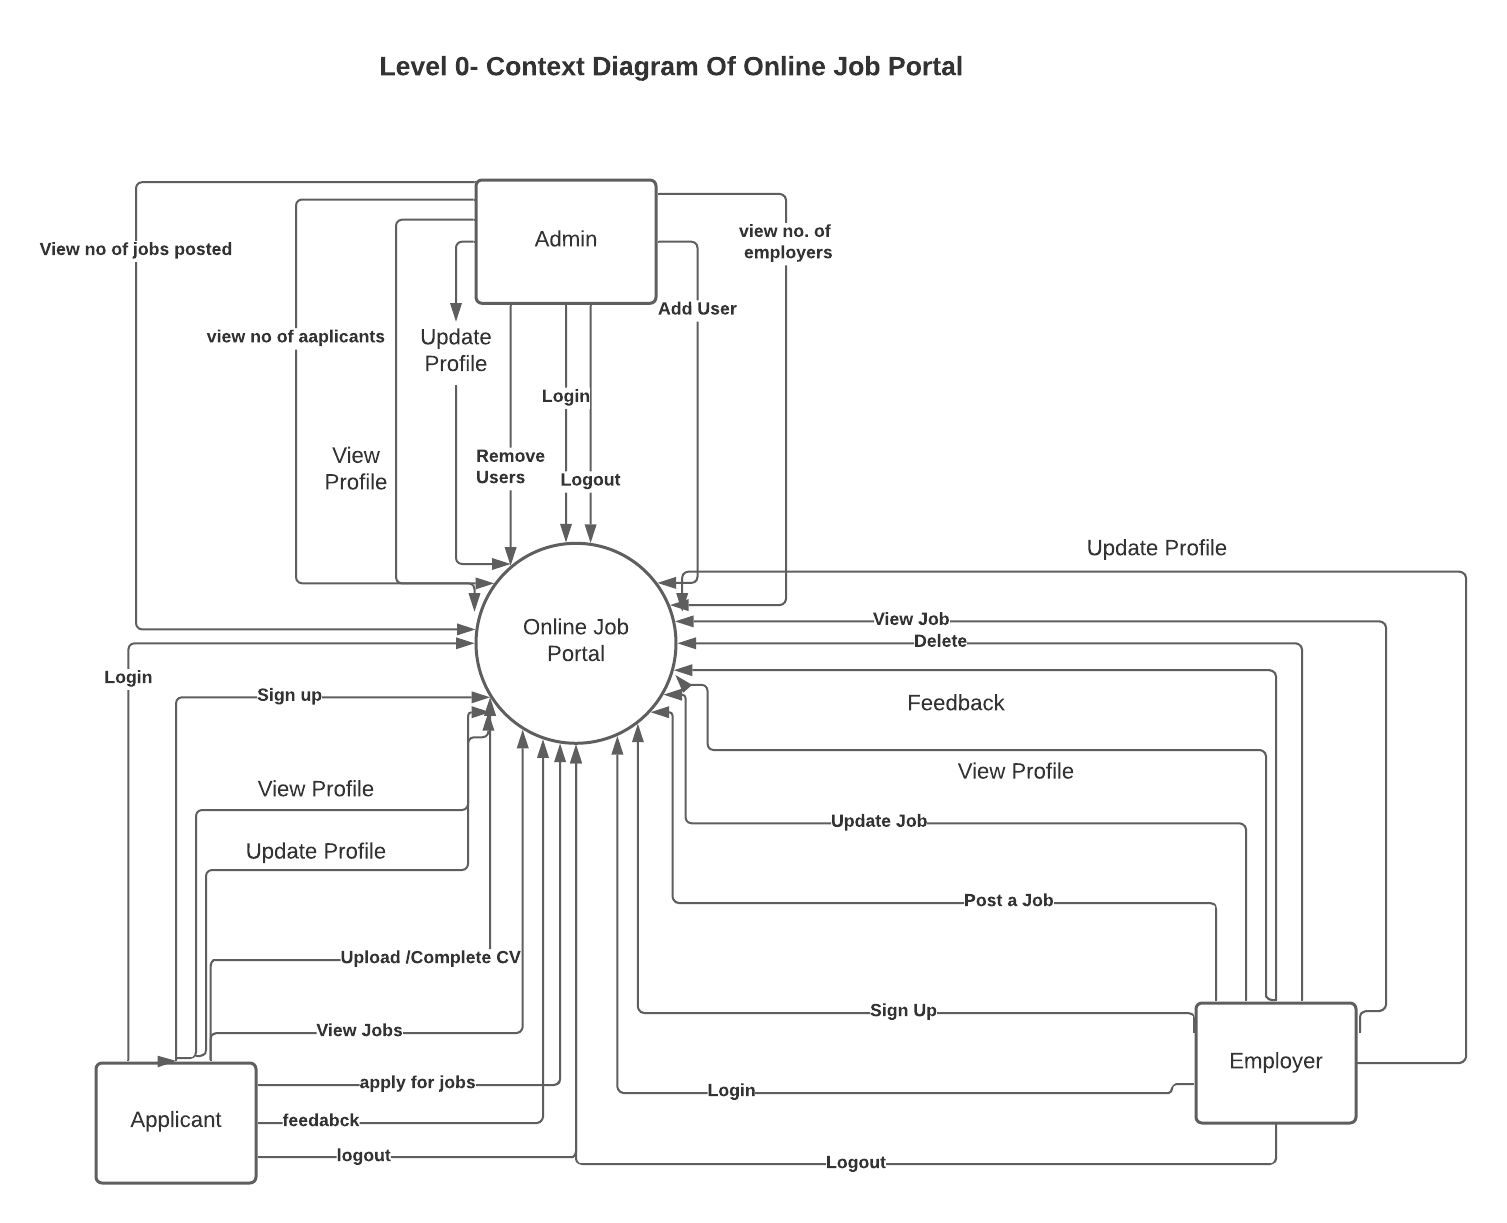 Level 0- Context Diagram Of Online Job Portal
Admin
View no of jobs posted
view no. of
employers
Add User
view no of aaplicants
Update
Profile
Login
View
Profile
Remove
Users
Logout
Update Profile
Online Job
Portal
View Job
Delete
Login
Sign up
Feedback
View Profile
View Profile
Update Job
Update Profile
Post a Job
Upload /Complete CV
Sign Up
View Jobs
Employer
apply for jobs
Login
Applicant
feedabck
logout
Logout